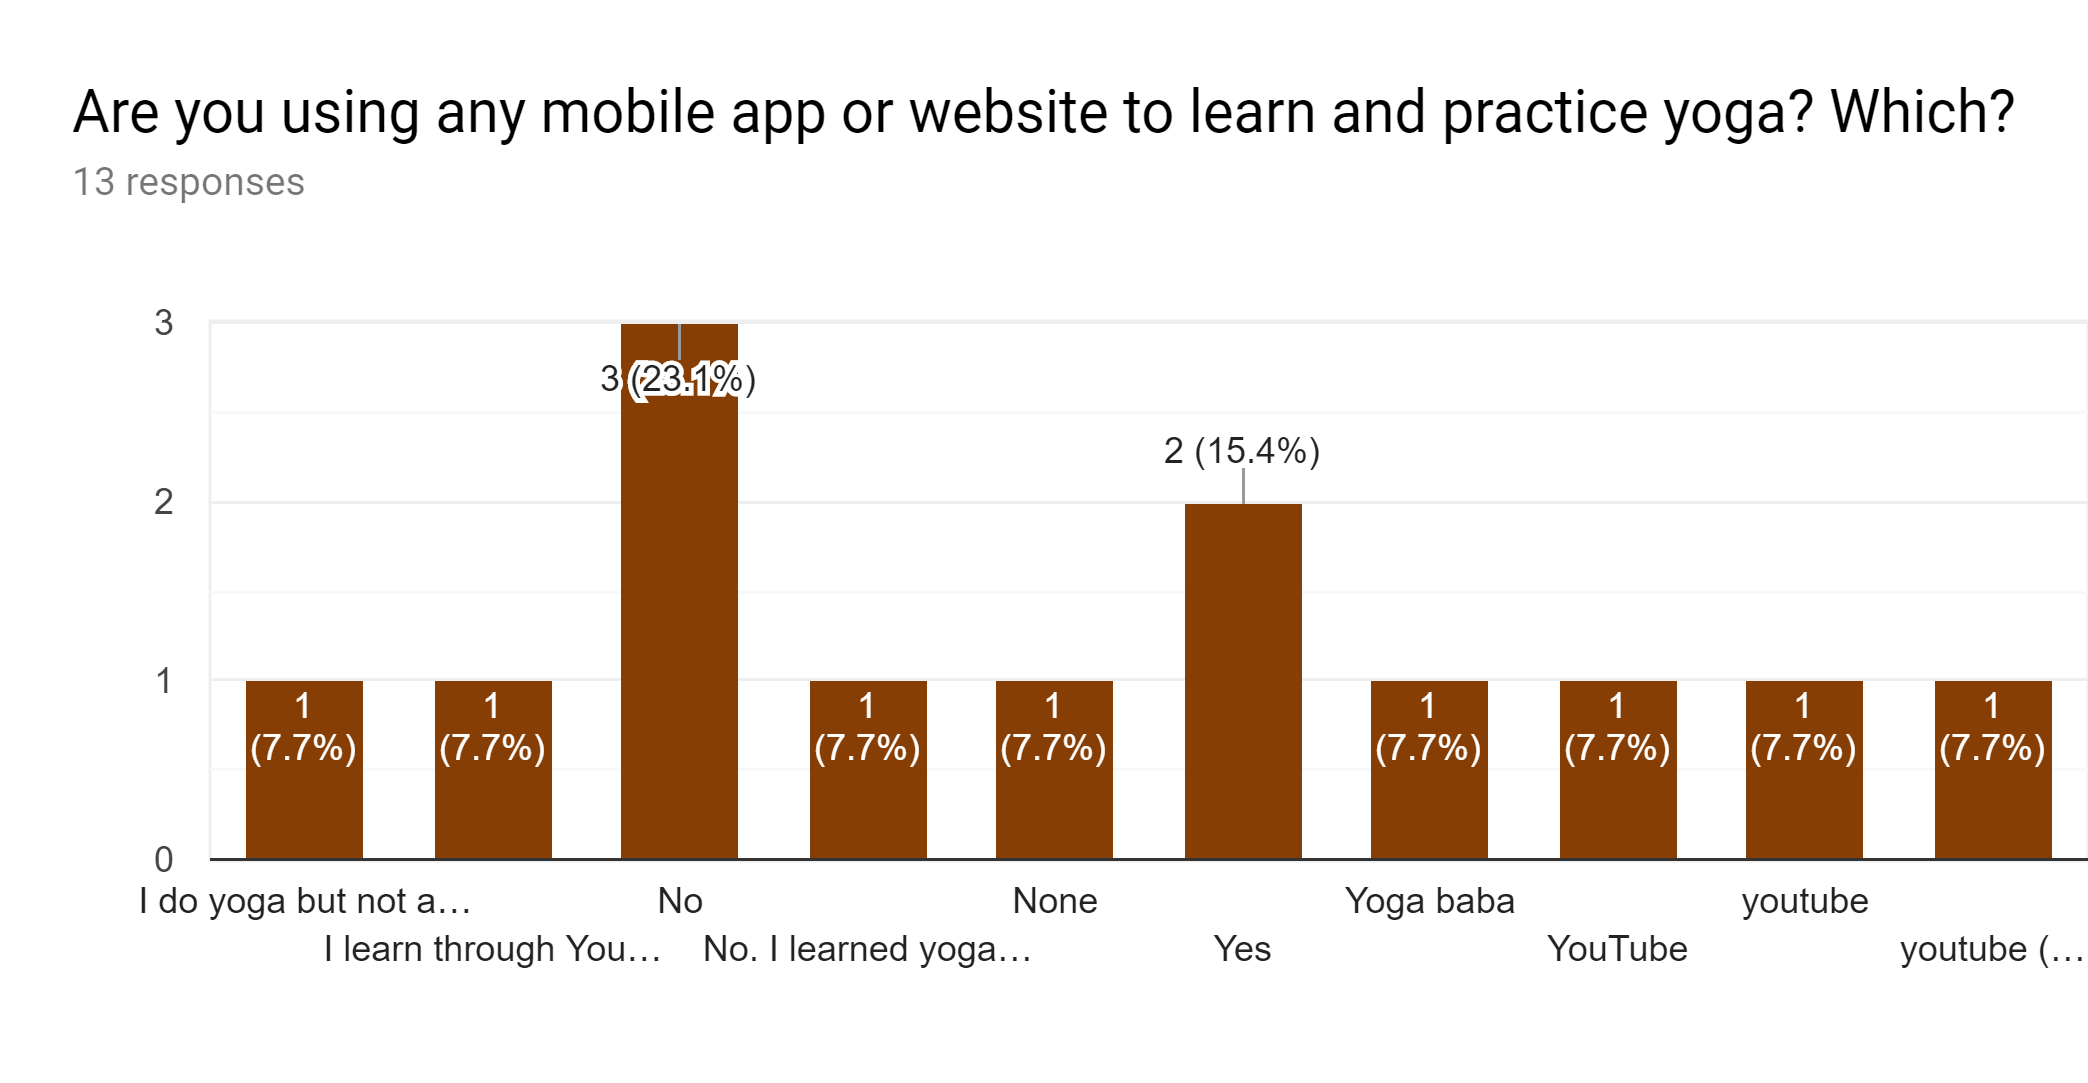 Are you using any mobile app or website to learn and practice yoga? Which?
13 responses
3
2
1
0
1
(7.7%)
1
(7.7%)
3 (23.1%)
1
(7.7%)
1
(7.7%)
2 (15.4%)
1
(7.7%)
1
(7.7%)
1
(7.7%)
1
(7.7%)
I do yoga but not a…
I learn through You…
No
No. I learned yoga…
None
Yes
Yoga baba
YouTube
youtube
youtube (…